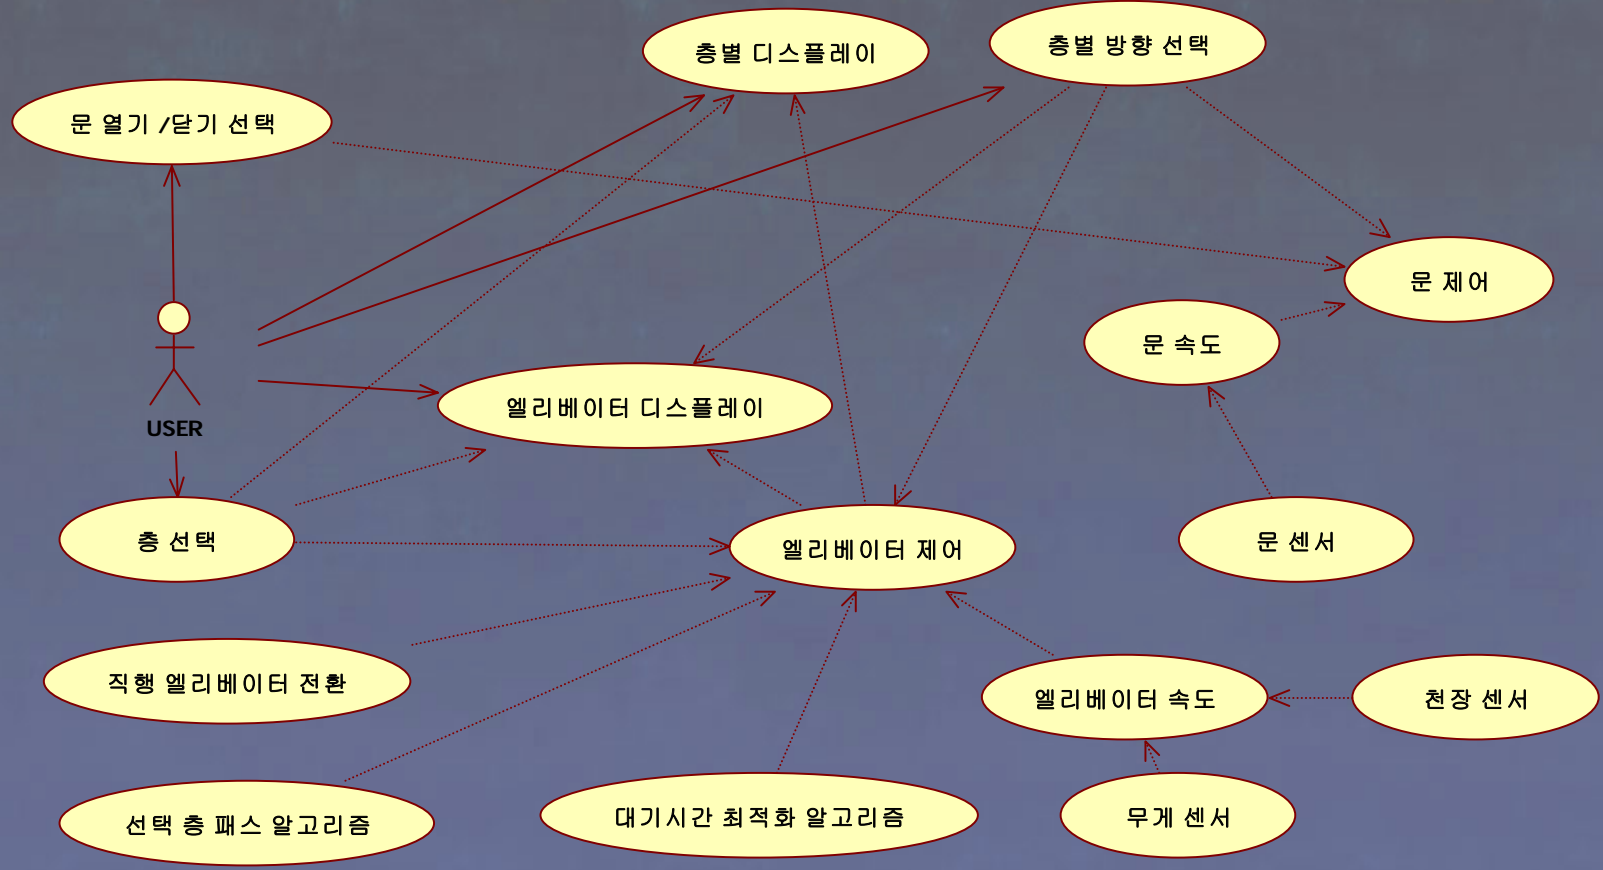 층별 디스플레이
층별 방향 선택
문 열기 /닫기 선택
문 제어
문 속도
엘리베이터 디스플레이
USER
층 선택
엘리베이터 제어
문 센서
직행 엘리베이터 전환
엘리베이터 속도
천장 센서
선택 층 패스 알고리즘
대기시간 최적화 알고리즘
무게 센서